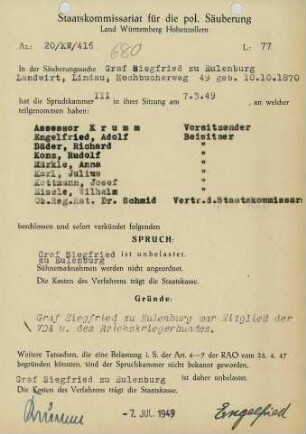 Staatskommissariat für die pol. Säuberung
Land Württemberg Hohenzollern
Az.: 20/KW/415
680
L: 77
In der Säuberungssache Graf Siegfried zu Eulenburg
Landwirt, Lindau, Hochbucherweg 49 geb. 10.10.1870
hat die Spruchkammer III in ihrer Sitzung am 7.3.49 , an welcher
teilgenommen haben:
Assessor Krumm Vorsitzender
Engelfried, Adolf Beisitzer
Bäder, Richard "
Kons, Rudolf "
Märkle, Anna "
Karl, Julius "
Kottmann, Josef "
Eisele, Wilhelm "
Ob.Reg.Rat. Dr. Schmid Vertr.d.Staatskommissars
beschlossen und sofort verkündet folgenden
SPRUCH:
Graf Siegfried ist unbelastet.
zu Eulenburg
Sühnemaßnahmen werden nicht angeordnet.
Die Kosten des Verfahrens trägt die Staatskasse.
Gründe:
Graf Siegfried zu Eulenburg war Mitglied der
VDA u. des Reichskriegerbundes.
Weitere Tatsachen, die eine Belastung i. S. der Art. 4—7 der RAO vom 26. 4. 47
begründen könnten, sind der Spruchkammer nicht bekannt geworden.
Graf Siegfried zu Eulenburg ist daher unbelastet.
Die Kosten des Verfahrens trägt die Staatskasse.
-7. JUL. 1949
Engelfried